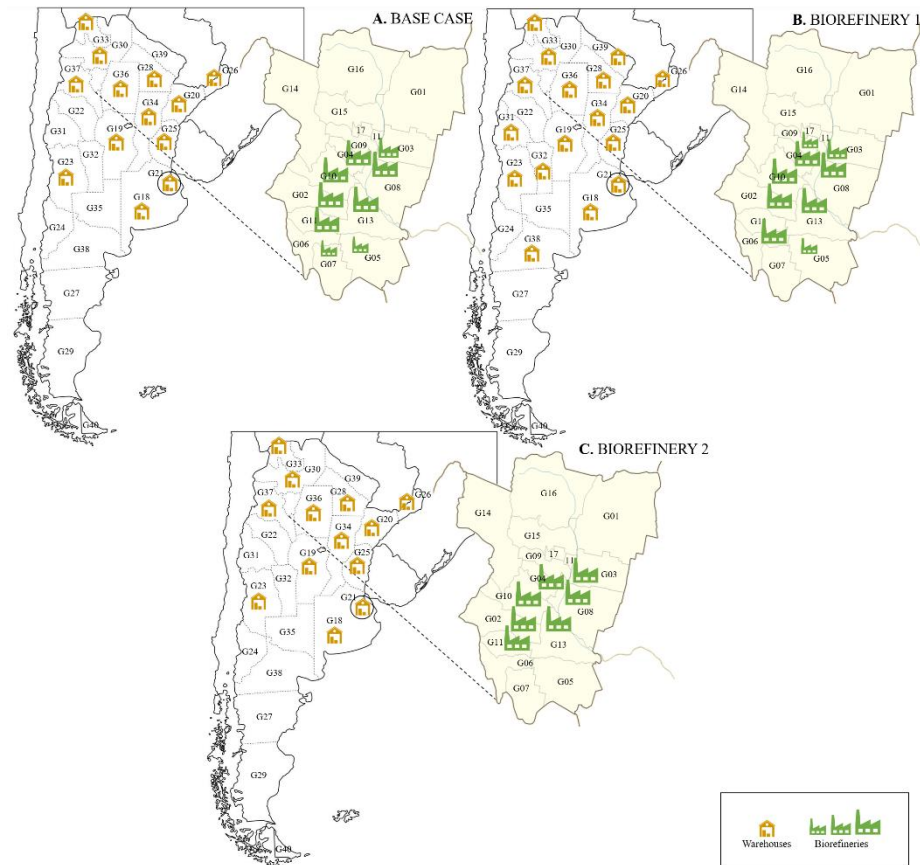 A. BASE CASE
G33
G30
G39
G37
G36
G28
G26
G22
G20
G34
G31
G19
G25
G23
G32
G21
G35
G18
G24
G38
G27
G29
G40
G16
G14
G01
G15
17
11
G09
G03
G04
G10
G08
G02
G11
G13
G06
G05
G07
B. BIOREFINERY 1
G33
G30
G39
G37
G36
G28
G26
G22
G20
G34
G31
G19
G25
G23
G32
G21
G35
G18
G24
G38
G27
G29
G40
G16
G01
G14
G15
17
G09
11
G03
G04
G10
G08
G02
G13
G06
G05
G07
C. BIOREFINERY 2
G33
G30
G39
G37
G36
G28
G26
G22
G20
G34
G31
G19
G25
G23
G32
G21
G18
G35
G24
G38
G27
G29
G40
G16
G14
G01
G15
G09
17
11
G04
G03
G10
G08
G02
G11
G13
G06
G07
G05
Warehouses
Biorefineries